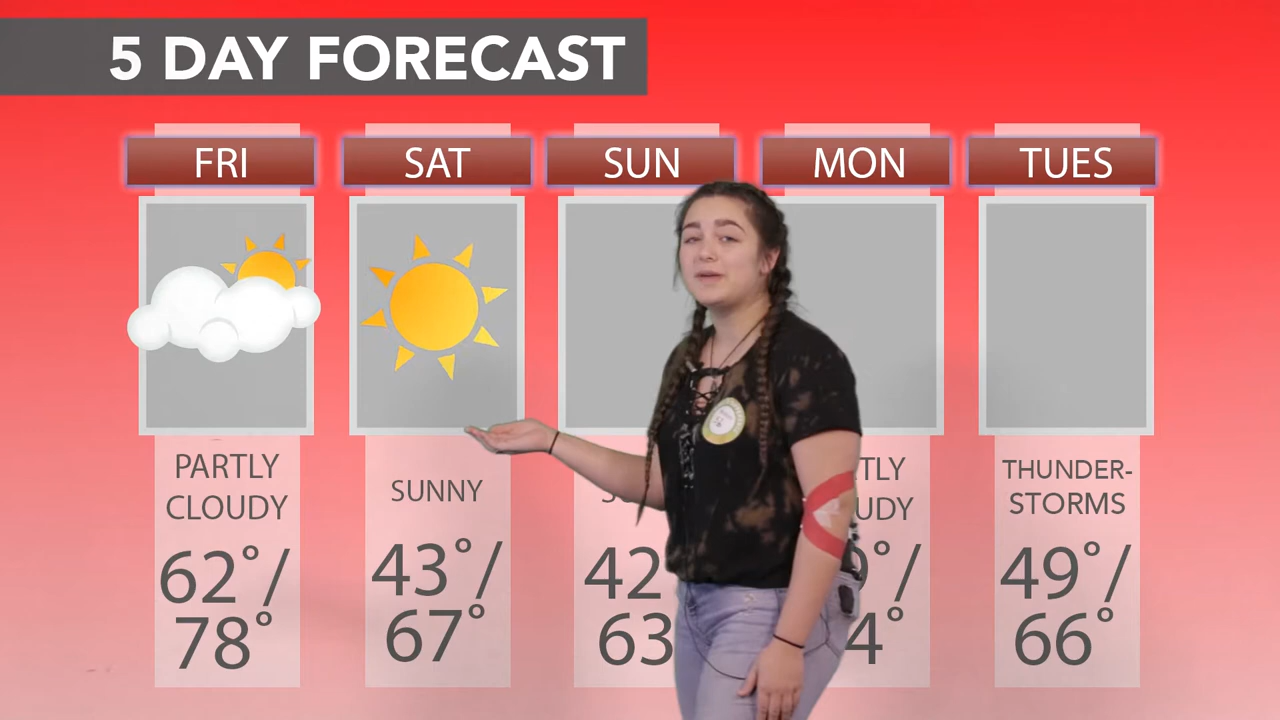 5 DAY FORECAST
FRI
SAT
SUN
MON
TUES
PARTLY
CLOUDY
62°/
78°
SUNNY
43°/
67°
42
63
THUNDER-
STORMS
49°/
66°